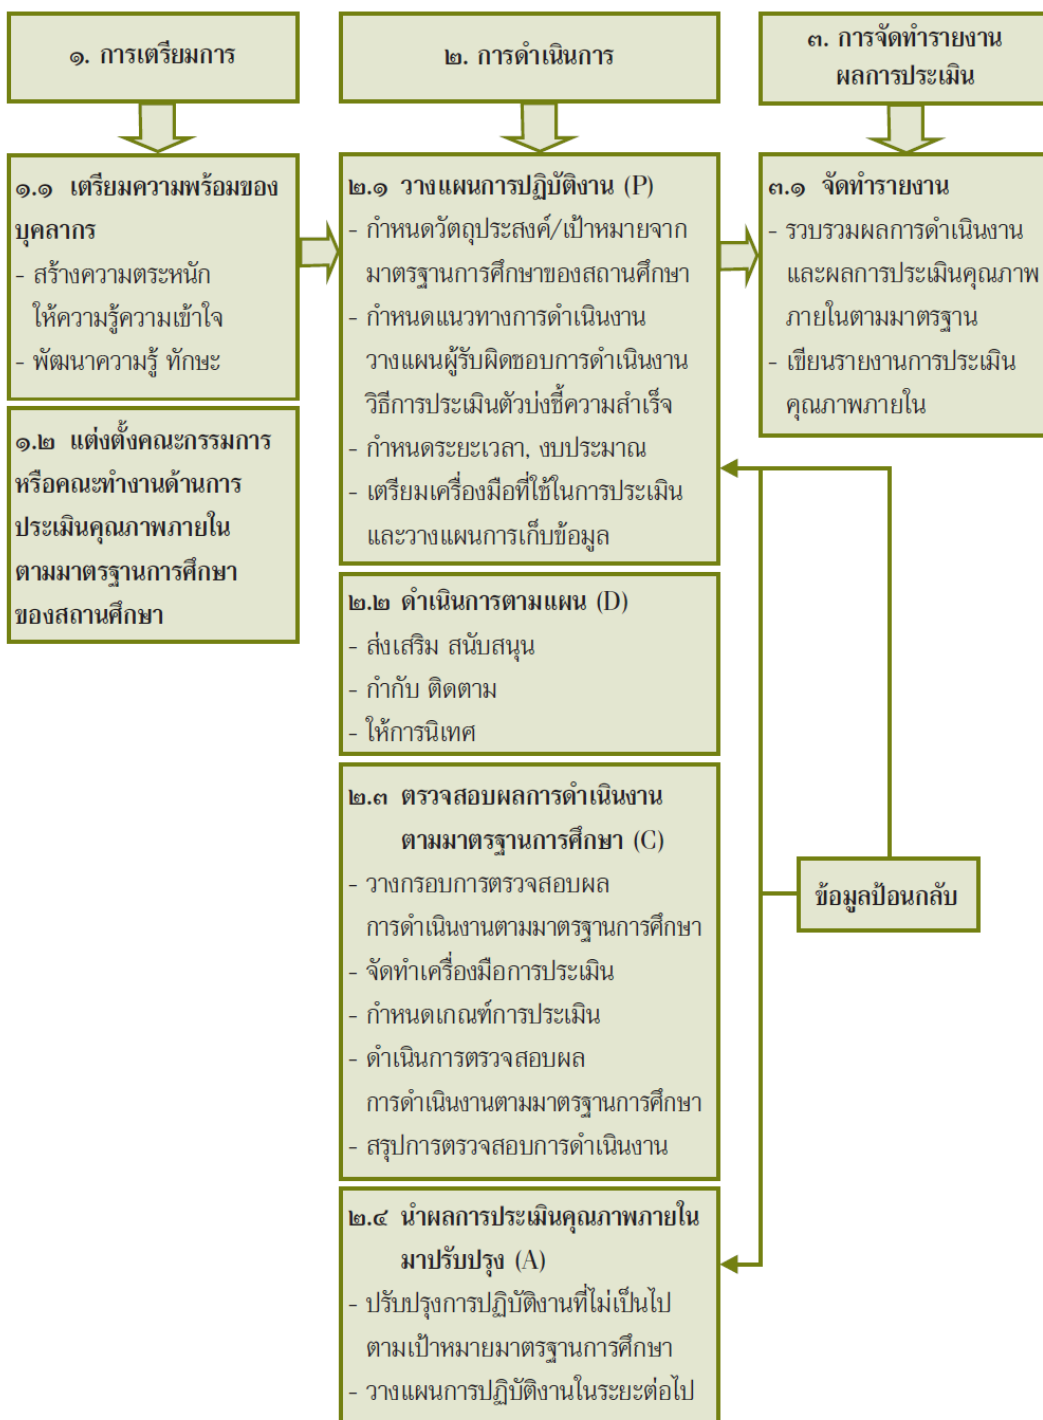 ๑. การเตรียมการ
๒. การดำเนินการ
๓. การจัดทำรายงาน
ผลการประเมิน
๑.๑ เตรียมความพร้อมของ
บุคลากร
- สร้างความตระหนัก
ให้ความรู้ความเข้าใจ
- พัฒนาความรู้ ทักษะ
๑.๒ แต่งตั้งคณะกรรมการ
หรือคณะทำงานด้านการ
ประเมินคุณภาพภายใน
ตามมาตรฐานการศึกษา
ของสถานศึกษา
๒.๑ วางแผนการปฏิบัติงาน (P)
- กำหนดวัตถุประสงค์/เป้าหมายจาก
มาตรฐานการศึกษาของสถานศึกษา
- กำหนดแนวทางการดำเนินงาน
วางแผนผู้รับผิดชอบการดำเนินงาน
วิธีการประเมินตัวบ่งชี้ความสำเร็จ
- กำหนดระยะเวลา, งบประมาณ
- เตรียมเครื่องมือที่ใช้ในการประเมิน
และวางแผนการเก็บข้อมูล
๒.๒ ดำเนินการตามแผน (D)
- ส่งเสริม สนับสนุน
- กำกับ ติดตาม
- ให้การนิเทศ
๒.๓ ตรวจสอบผลการดำเนินงาน
ตามมาตรฐานการศึกษา (C)
- วางกรอบการตรวจสอบผล
การดำเนินงานตามมาตรฐานการศึกษา
- จัดทำเครื่องมือการประเมิน
- กำหนดเกณฑ์การประเมิน
- ดำเนินการตรวจสอบผล
การดำเนินงานตามมาตรฐานการศึกษา
- สรุปการตรวจสอบการดำเนินงาน
๒.๔ นำผลการประเมินคุณภาพภายใน
มาปรับปรุง (A)
- ปรับปรุงการปฏิบัติงานที่ไม่เป็นไป
ตามเป้าหมายมาตรฐานการศึกษา
- วางแผนการปฏิบัติงานในระยะต่อไป
๓.๑ จัดทำรายงาน
- รวบรวมผลการดำเนินงาน
และผลการประเมินคุณภาพ
ภายในตามมาตรฐาน
- เขียนรายงานการประเมิน
คุณภาพภายใน
ข้อมูลป้อนกลับ